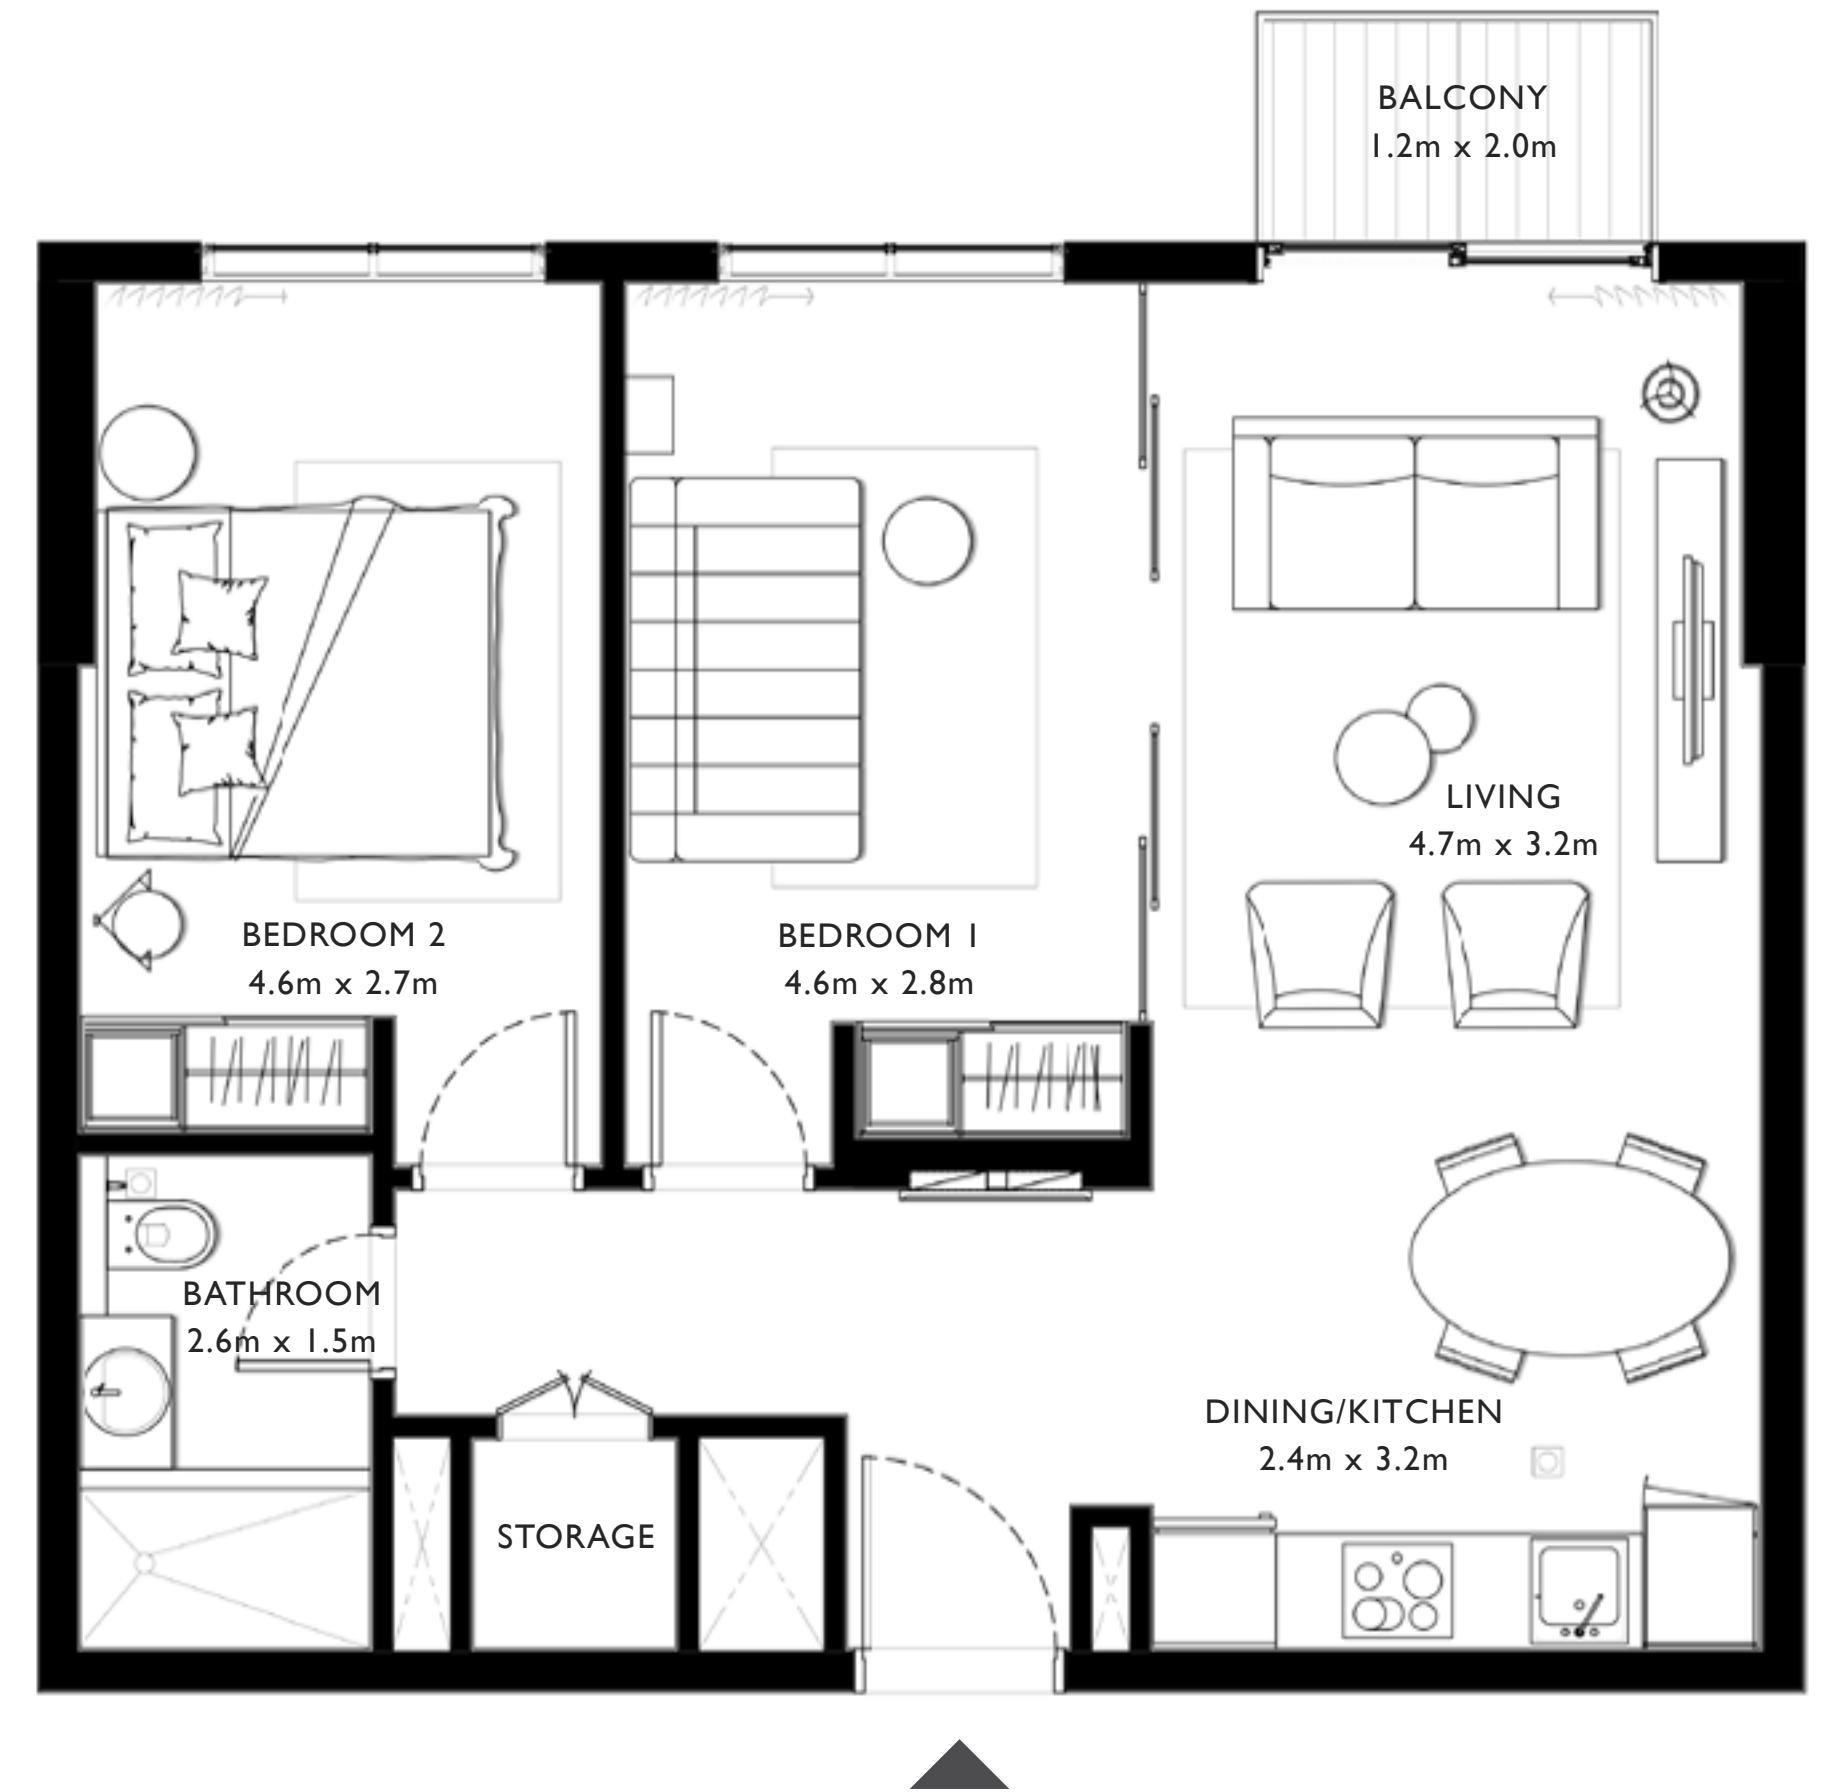 BALCONY
1.2m x 2.0m
LIVING
4.7m x 3.2m
BEDROOM 2
4.6m x 2.7m
BEDROOM 1
4.6m x 2.8m
BATHROOM
2.6m x 1.5m
DINING/KITCHEN
2.4m x 3.2m
STORAGE